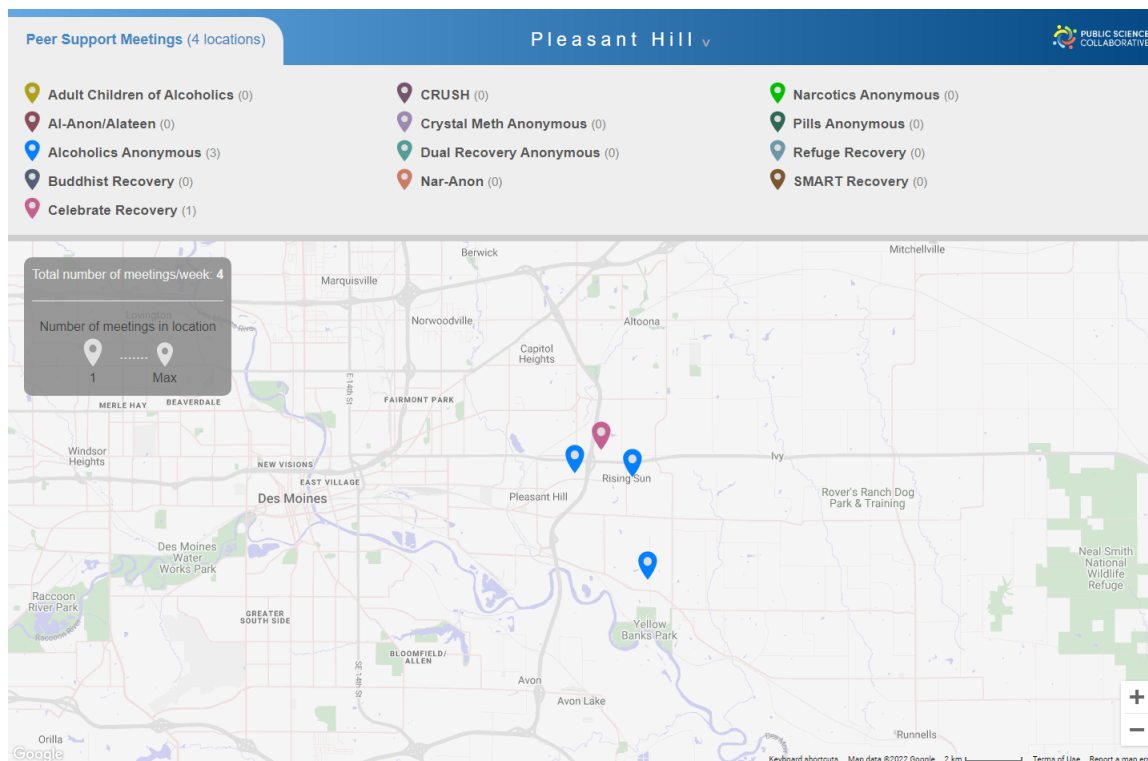 Peer Support Meetings (4 locations)
Pleasant Hill v
PUBLIC SCIENCE
COLLABORATIVE
Adult Children of Alcoholics (0)
Al-Anon/Alateen (0)
Alcoholics Anonymous (3)
Buddhist Recovery (0)
Celebrate Recovery (1)
CRUSH (0)
Crystal Meth Anonymous (0)
Dual Recovery Anonymous (0)
Nar-Anon (0)
Narcotics Anonymous (0)
Pills Anonymous (0)
Refuge Recovery (0)
SMART Recovery (0)
Total number of meetings/week: 4
Number of meetings in location
.......
1
Max
Berwick
Mitchellville
Marquisville
Lovington
Norwoodville
Altoona
Capitol
Heights
E 14th St
MERLE HAY
BEAVERDALE
FAIRMONT PARK
Windsor
Heights
NEW VISIONS
EAST VILLAGE
Des Moines
Pleasant Hill
Rising Sun
Ivy
Rover's Ranch Dog
Park & Training
Des Moines
Water
Works Park
Neal Smith
National
Wildlife
Refuge
Raccoon
River Park
Raccoon River
GREATER
SOUTH SIDE
Yellow
Banks Park
BLOOMFIELD/
ALLEN
SE 14th St
Avon
Avon Lake
Orilla
Runnells
+
−
Google
Keyboard shortcuts
Map data ©2022 Google
2 km
Terms of Use
Report a map